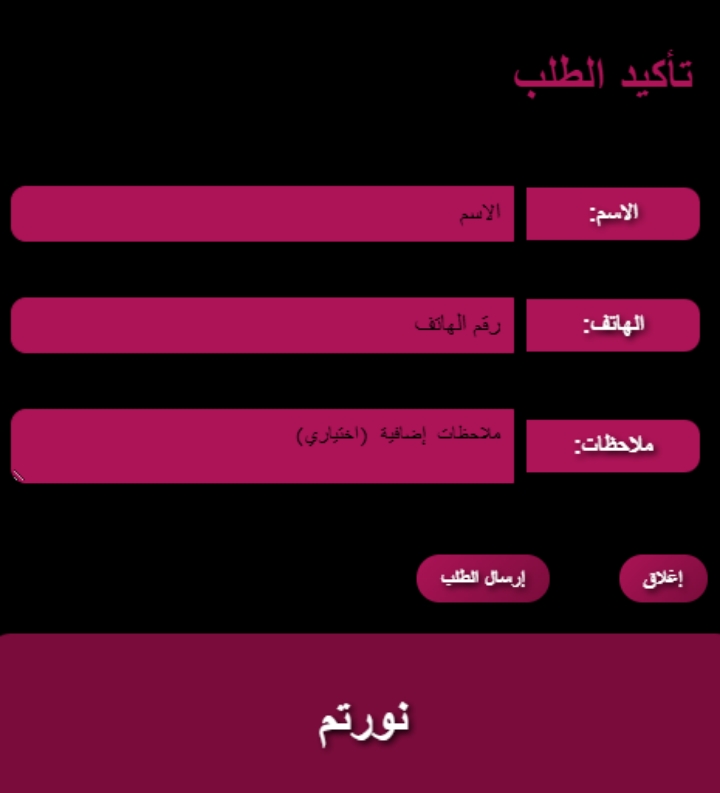 تأكيد الطلب
الاسم: الاسم
الهاتف: رقم الهاتف
ملاحظات: ملاحظات إضافية (اختياري)
إغلاق إرسال الطلب
نورتم